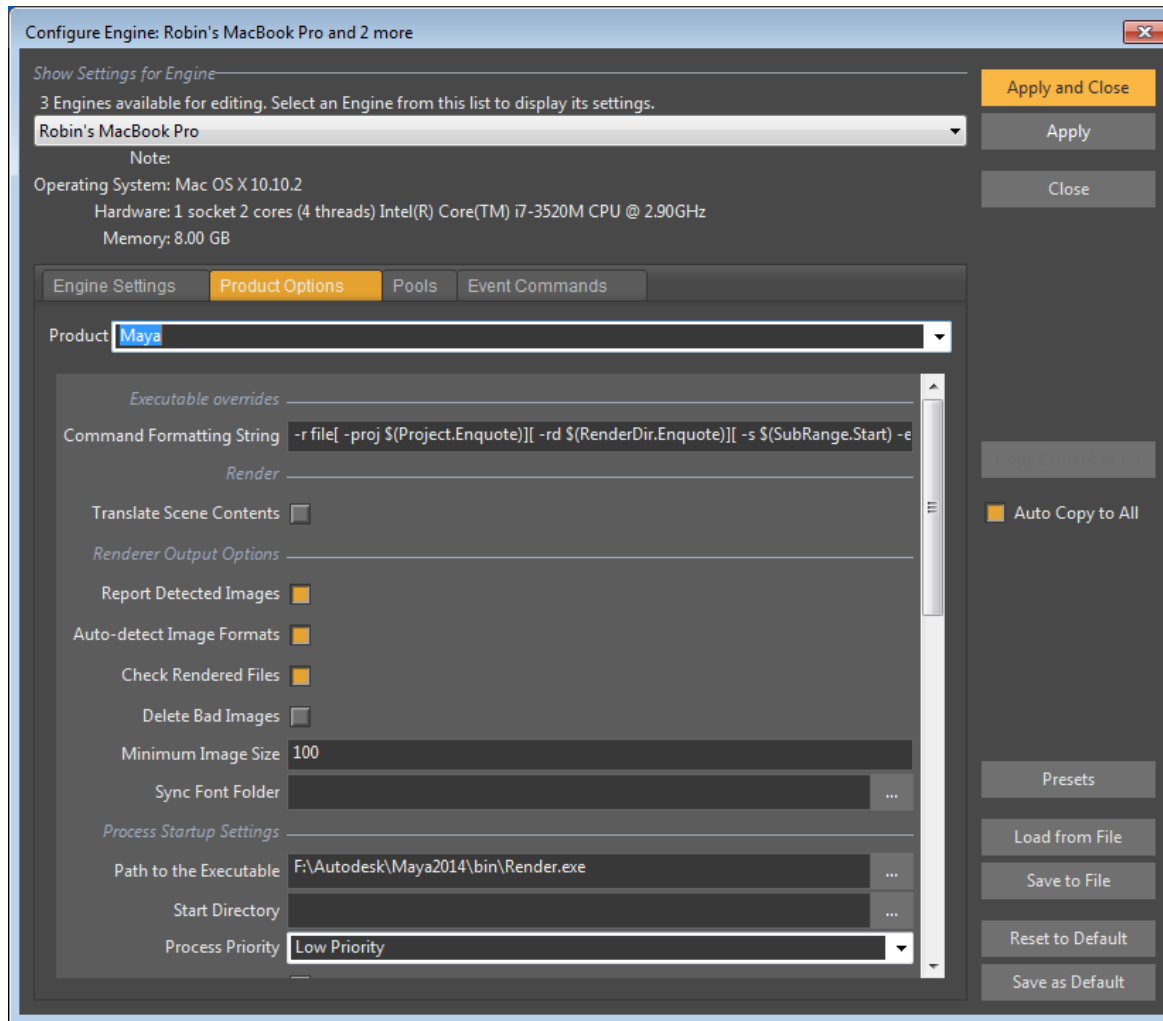 Configure Engine: Robin's MacBook Pro and 2 more
Show Settings for Engine
3 Engines available for editing. Select an Engine from this list to display its settings.
Robin's MacBook Pro
Note:
Operating System: Mac OS X 10.10.2
Hardware: 1 socket 2 cores (4 threads) Intel(R) Core(TM) i7-3520M CPU @ 2.90GHz
Memory: 8.00 GB
Apply and Close
Apply
Close
Engine Settings Product Options Pools Event Commands
Product Maya
Executable overrides
Command Formatting String -r file[ -proj $(Project.Enquote)][ -rd $(RenderDir.Enquote)][ -s $(SubRange.Start) -e
Render
Translate Scene Contents
Renderer Output Options
Report Detected Images
Auto-detect Image Formats
Check Rendered Files
Delete Bad Images
Minimum Image Size 100
Sync Font Folder ...
Process Startup Settings
Path to the Executable F:\Autodesk\Maya2014\bin\Render.exe ...
Start Directory ...
Process Priority Low Priority
Auto Copy to All
Presets
Load from File
Save to File
Reset to Default
Save as Default